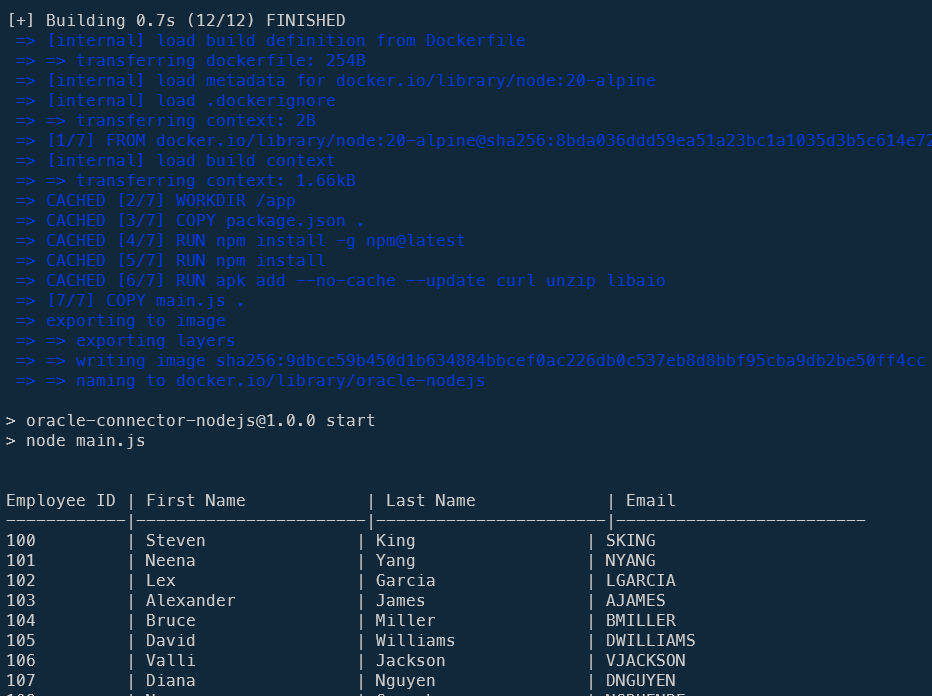 [+] Building 0.7s (12/12) FINISHED
=> [internal] load build definition from Dockerfile
=> => transferring dockerfile: 254B
=> [internal] load metadata for docker.io/library/node:20-alpine
=> [internal] load .dockerignore
=> => transferring context: 2B
=> [1/7] FROM docker.io/library/node:20-alpine@sha256:8bda036ddd59ea51a23bc1a1035d3b5c614e72
=> [internal] load build context
=> => transferring context: 1.66kB
=> CACHED [2/7] WORKDIR /app
=> CACHED [3/7] COPY package.json .
=> CACHED [4/7] RUN npm install -g npm@latest
=> CACHED [5/7] RUN npm install
=> CACHED [6/7] RUN apk add --no-cache --update curl unzip libaio
=> [7/7] COPY main.js .
=> exporting to image
=> => exporting layers
=> => writing image sha256:9dbcc59b450d1b634884bbcef0ac226db0c537eb8d8bbf95cba9db2be50ff4cc
=> => naming to docker.io/library/oracle-nodejs
> oracle-connector-nodejs@1.0.0 start
> node main.js
Employee ID | First Name            | Last Name             | Email
------------|-----------------------|-----------------------|-------------------------
100         | Steven               | King                 | SKING
101         | Neena                | Yang                 | NYANG
102         | Lex                  | Garcia               | LGARCIA
103         | Alexander            | James                | AJAMES
104         | Bruce                | Miller               | BMILLER
105         | David                | Williams             | DWILLIAMS
106         | Valli                | Jackson              | VJACKSON
107         | Diana                | Nguyen               | DNGUYEN